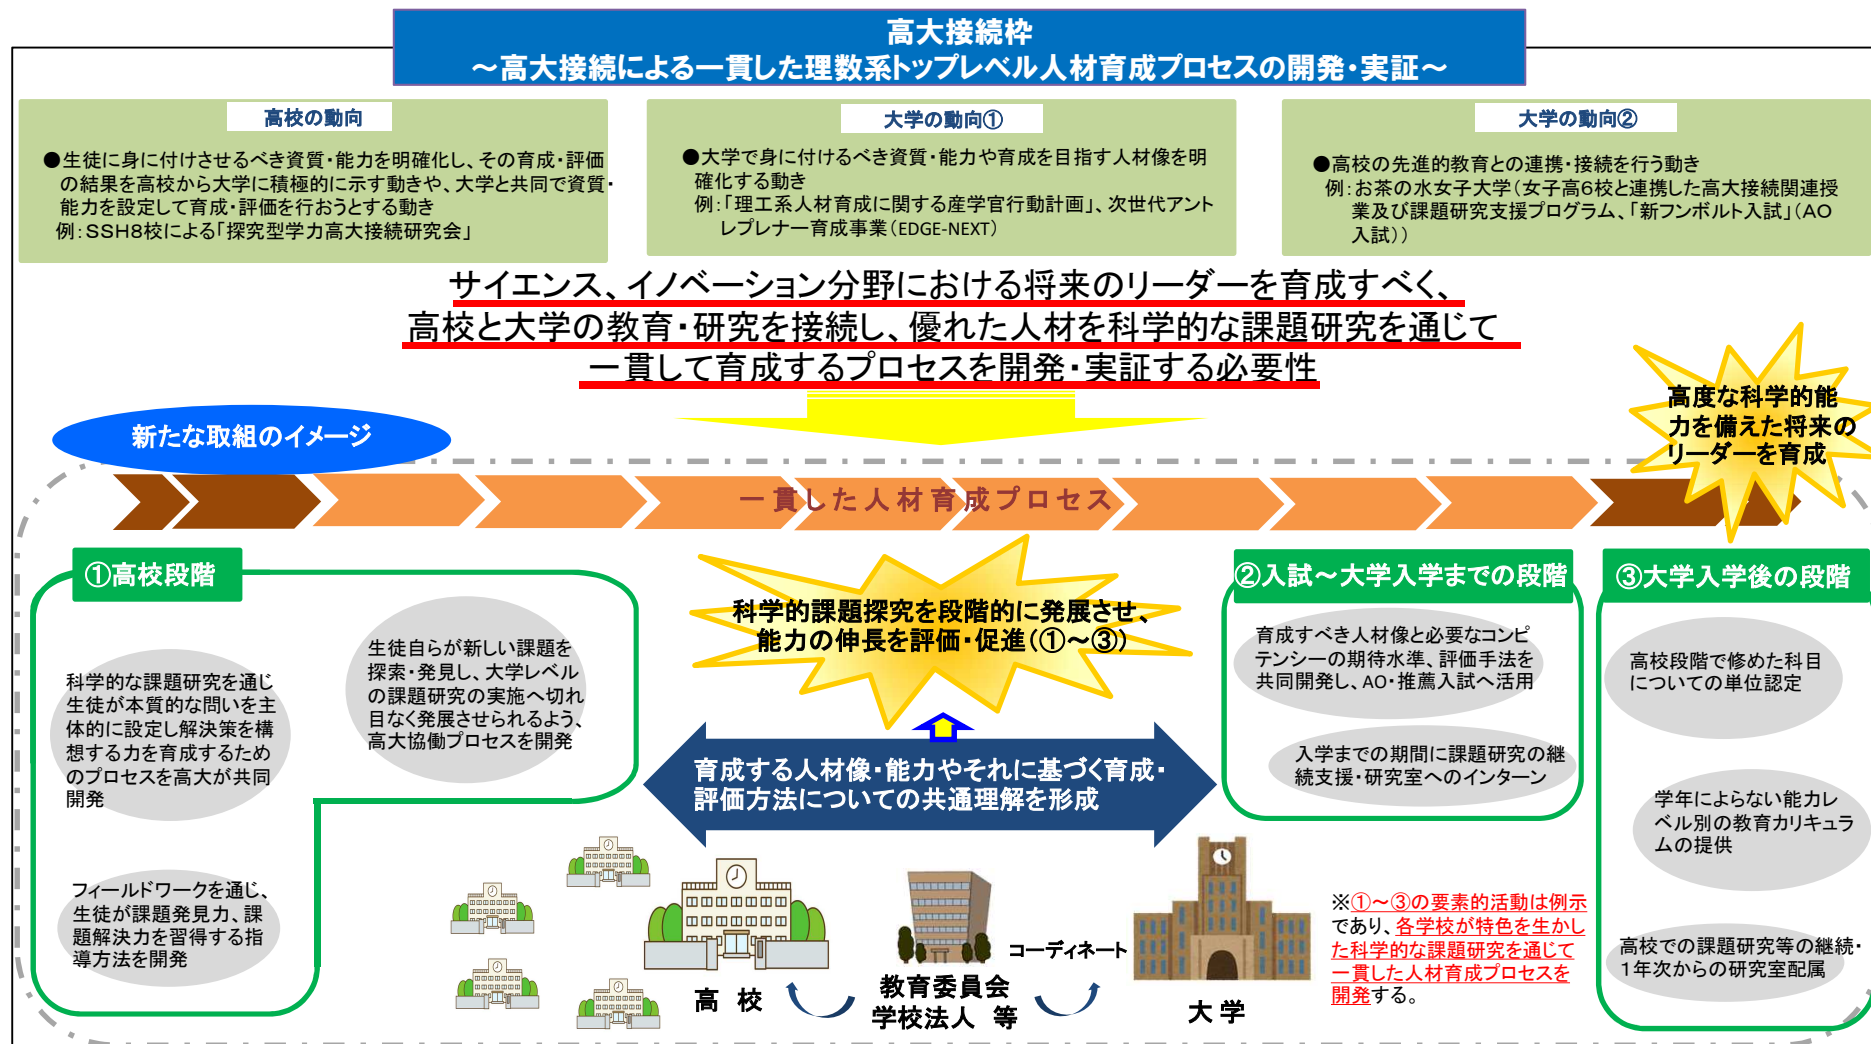 高大接続枠
～高大接続による一貫した理数系トップレベル人材育成プロセスの開発・実証～
高校の動向
●生徒に身に付けさせるべき資質・能力を明確化し、その育成・評価
の結果を高校から大学に積極的に示す動きや、大学と共同で資質・
能力を設定して育成・評価を行おうとする動き
例：SSH8校による「探究型学力高大接続研究会」
大学の動向①
●大学で身に付けるべき資質・能力や育成を目指す人材像を明
確化する動き
例：「理工系人材育成に関する産学官行動計画」、次世代アント
レプレナー育成事業（EDGE-NEXT）
大学の動向②
●高校の先進的教育との連携・接続を行う動き
例：お茶の水女子大学（女子高6校と連携した高大接続関連授
業及び課題研究支援プログラム、「新フンボルト入試」（AO
入試））
サイエンス、イノベーション分野における将来のリーダーを育成すべく、
高校と大学の教育・研究を接続し、優れた人材を科学的な課題研究を通じて
一貫して育成するプロセスを開発・実証する必要性
新たな取組のイメージ
高度な科学的能
力を備えた将来の
リーダーを育成
一貫した人材育成プロセス
①高校段階
科学的な課題研究を通じ
生徒が本質的な問いを主
体的に設定し解決策を構
想する力を育成するため
のプロセスを高大が共同
開発
生徒自らが新しい課題を
探索・発見し、大学レベル
の課題研究の実施へ切れ
目なく発展させられるよう、
高大協働プロセスを開発
フィールドワークを通じ、
生徒が課題発見力、課
題解決力を習得する指
導方法を開発
科学的課題探究を段階的に発展させ、
能力の伸長を評価・促進（①～③）
育成する人材像・能力やそれに基づく育成・
評価方法についての共通理解を形成
②入試～大学入学までの段階
育成すべき人材像と必要なコンピ
テンシーの期待水準、評価手法を
共同開発し、AO・推薦入試へ活用
入学までの期間に課題研究の継
続支援・研究室へのインターン
③大学入学後の段階
高校段階で修めた科目
についての単位認定
学年によらない能力レ
ベル別の教育カリキュラ
ムの提供
高校での課題研究等の継続・
1年次からの研究室配属
高 校
教育委員会
学校法人 等
コーディネート
大 学
※①～③の要素的活動は例示
であり、各学校が特色を生かし
た科学的な課題研究を通じて
一貫した人材育成プロセスを
開発する。